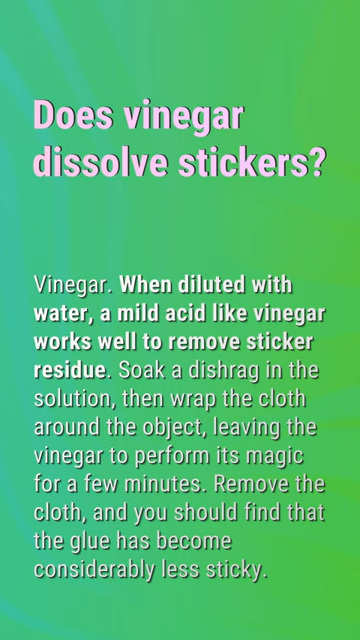 Does vinegar
dissolve stickers?
Vinegar. When diluted with
water, a mild acid like vinegar
works well to remove sticker
residue. Soak a dishrag in the
solution, then wrap the cloth
around the object, leaving the
vinegar to perform its magic
for a few minutes. Remove the
cloth, and you should find that
the glue has become
considerably less sticky.